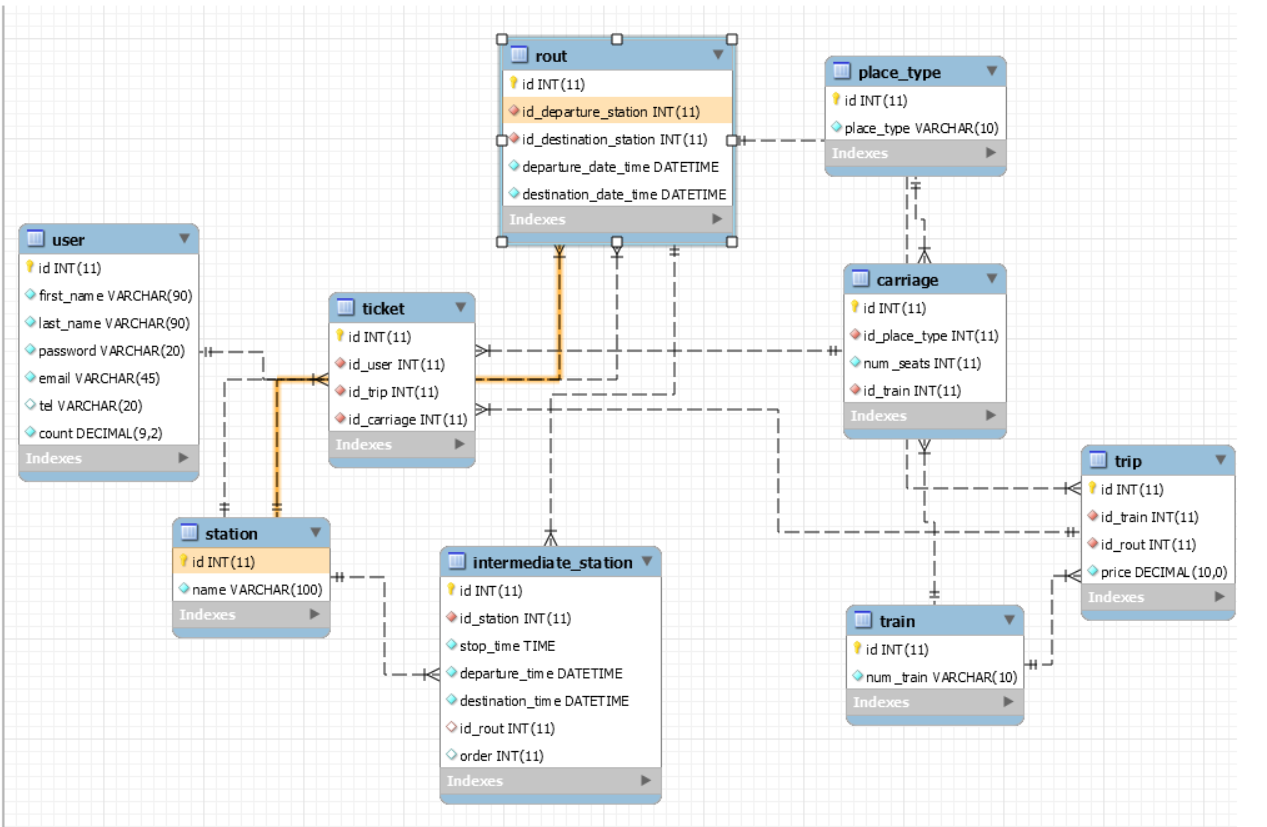 rout
id INT(11)
id_departure_station INT(11)
id_destination_station INT(11)
departure_date_time DATETIME
destination_date_time DATETIME
Indexes
place_type
id INT(11)
place_type VARCHAR(10)
Indexes
user
id INT(11)
first_name VARCHAR(90)
last_name VARCHAR(90)
password VARCHAR(20)
email VARCHAR(45)
tel VARCHAR(20)
count DECIMAL(9,2)
Indexes
ticket
id INT(11)
id_user INT(11)
id_trip INT(11)
id_carriage INT(11)
Indexes
carriage
id INT(11)
id_place_type INT(11)
num_seats INT(11)
id_train INT(11)
Indexes
trip
id INT(11)
id_train INT(11)
id_rout INT(11)
price DECIMAL(10,0)
Indexes
station
id INT(11)
name VARCHAR(100)
Indexes
intermediate_station
id INT(11)
id_station INT(11)
stop_time TIME
departure_time DATETIME
destination_time DATETIME
id_rout INT(11)
order INT(11)
Indexes
train
id INT(11)
num_train VARCHAR(10)
Indexes